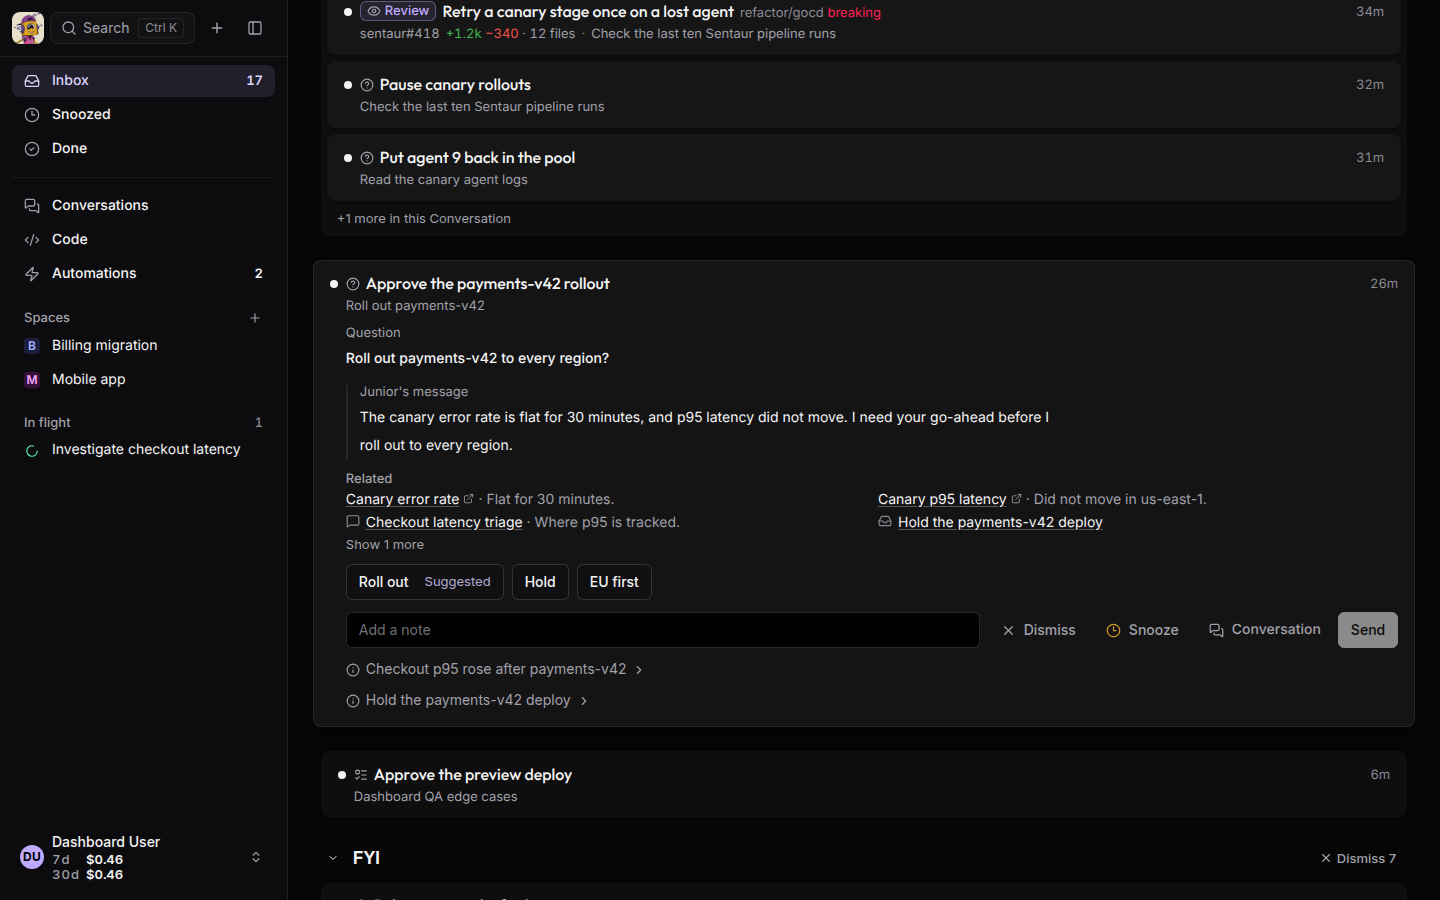 Search Ctrl K
Inbox 17
Snoozed
Done
Conversations
Code
Automations 2
Spaces
B Billing migration
M Mobile app
In flight 1
Investigate checkout latency
DU Dashboard User
7d $0.46
30d $0.46
Review Retry a canary stage once on a lost agent refactor/gocd breaking 34m
sentaur#418 +1.2k −340 · 12 files · Check the last ten Sentaur pipeline runs
Pause canary rollouts 32m
Check the last ten Sentaur pipeline runs
Put agent 9 back in the pool 31m
Read the canary agent logs
+1 more in this Conversation
Approve the payments-v42 rollout 26m
Roll out payments-v42
Question
Roll out payments-v42 to every region?
Junior's message
The canary error rate is flat for 30 minutes, and p95 latency did not move. I need your go-ahead before I
roll out to every region.
Related
Canary error rate · Flat for 30 minutes. Canary p95 latency · Did not move in us-east-1.
Checkout latency triage · Where p95 is tracked. Hold the payments-v42 deploy
Show 1 more
Roll out Suggested Hold EU first
Add a note Dismiss Snooze Conversation Send
Checkout p95 rose after payments-v42
Hold the payments-v42 deploy
Approve the preview deploy 6m
Dashboard QA edge cases
FYI Dismiss 7